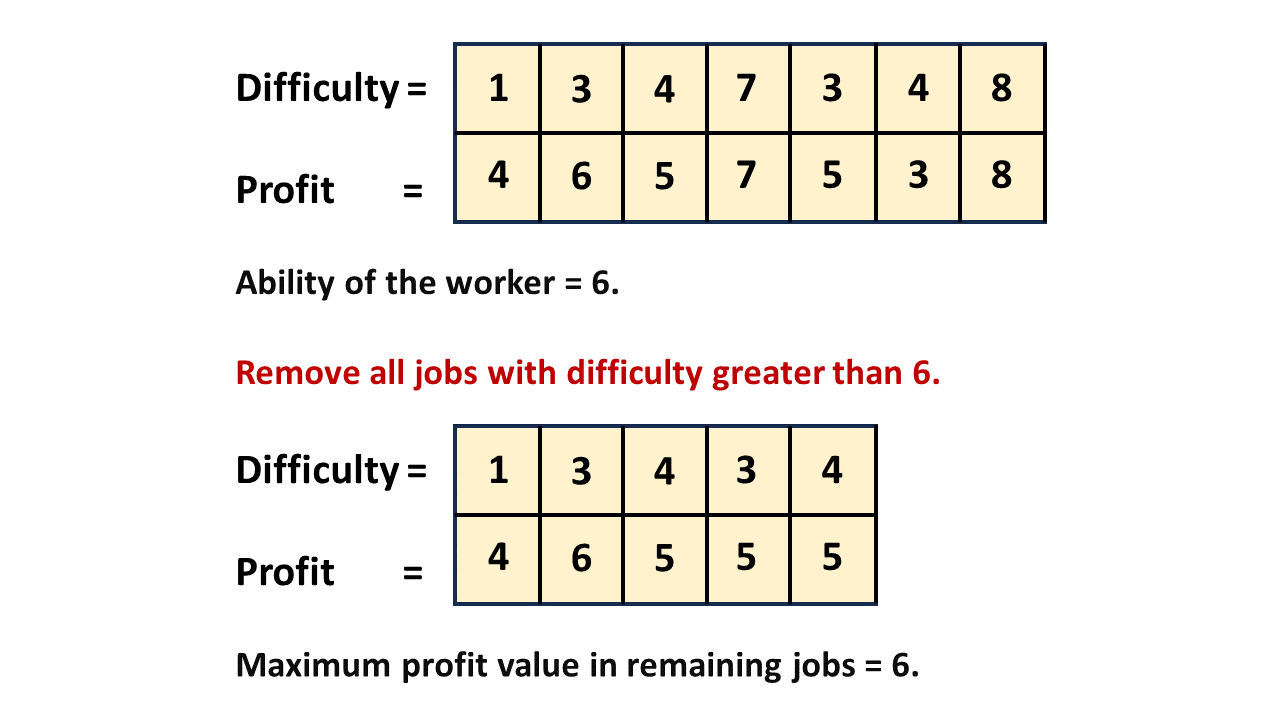 Difficulty = 1 3 4 7 3 4 8
Profit = 4 6 5 7 5 3 8
Ability of the worker = 6.
Remove all jobs with difficulty greater than 6.
Difficulty = 1 3 4 3 4
Profit = 4 6 5 5 5
Maximum profit value in remaining jobs = 6.